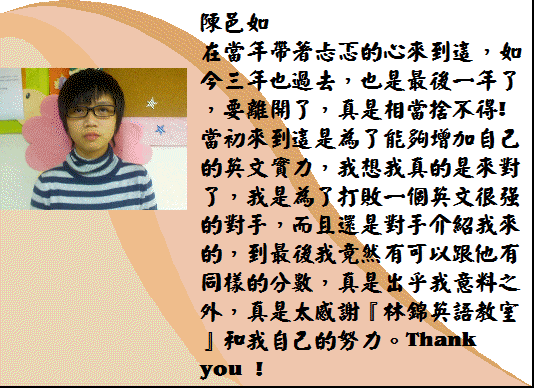 陳邑如
在當年帶著忐忑的心來到這，如
今三年也過去，也是最後一年了
，要離開了，真是相當捨不得!
當初來到這是為了能夠增加自己
的英文實力，我想我真的是來對
了，我是為了打敗一個英文很強
的對手，而且還是對手介紹我來
的，到最後我竟然有可以跟他有
同樣的分數，真是出乎我意料之
外，真是太感謝『林錦英語教室
』和我自己的努力。Thank
you !